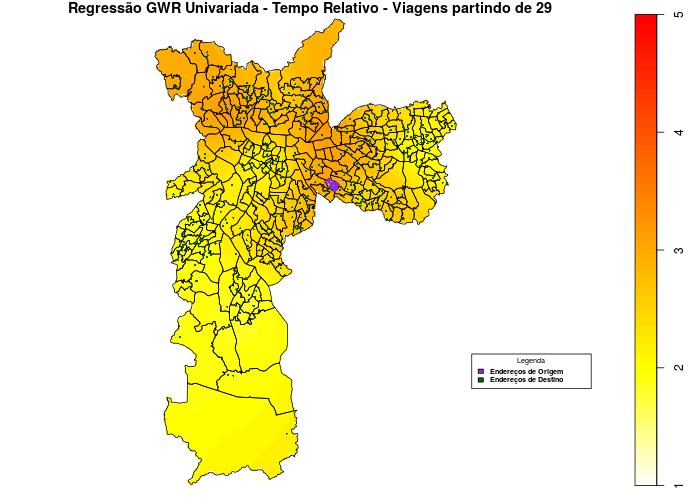 Regressão GWR Univariada - Tempo Relativo - Viagens partindo de 29
5
4
3
2
1
Legenda
Endereços de Origem
Endereços de Destino